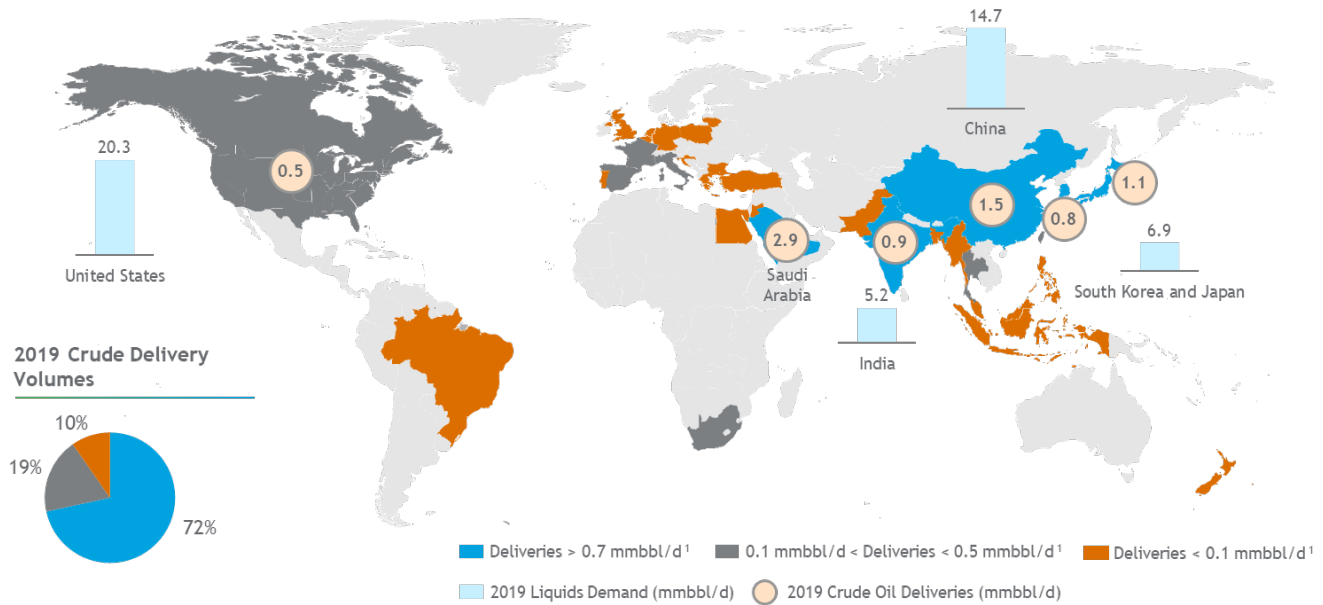 14.7
China
20.3
United States
0.5
1.5
1.1
0.8
2.9
0.9
Saudi
Arabia
6.9
South Korea and Japan
5.2
India
2019 Crude Delivery
Volumes
10%
19%
72%
Deliveries > 0.7 mmbbl/d¹
0.1 mmbbl/d < Deliveries < 0.5 mmbbl/d¹
Deliveries < 0.1 mmbbl/d¹
2019 Liquids Demand (mmbbl/d)
2019 Crude Oil Deliveries (mmbbl/d)